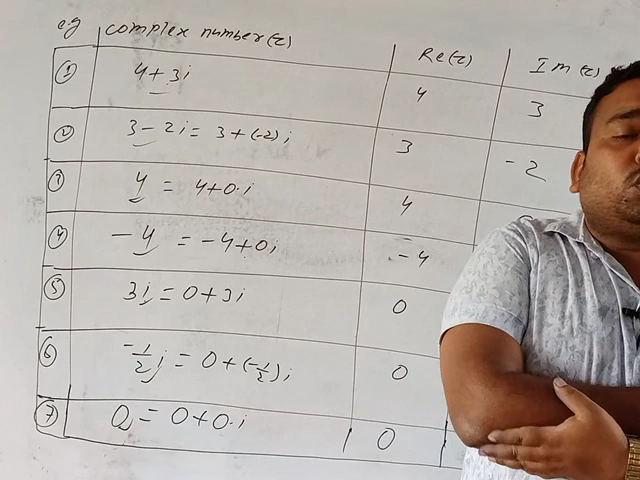 eg complex number(z) Re(z) Im(z)
① 4+3i 4 3
② 3-2i = 3+(-2)i 3 -2
③ 4 = 4+0.i 4
④ -4 = -4+0i -4
⑤ 3i = 0+3i 0
⑥ -1/2 i = 0+(-1/2)i 0
⑦ 0 = 0+0.i 0